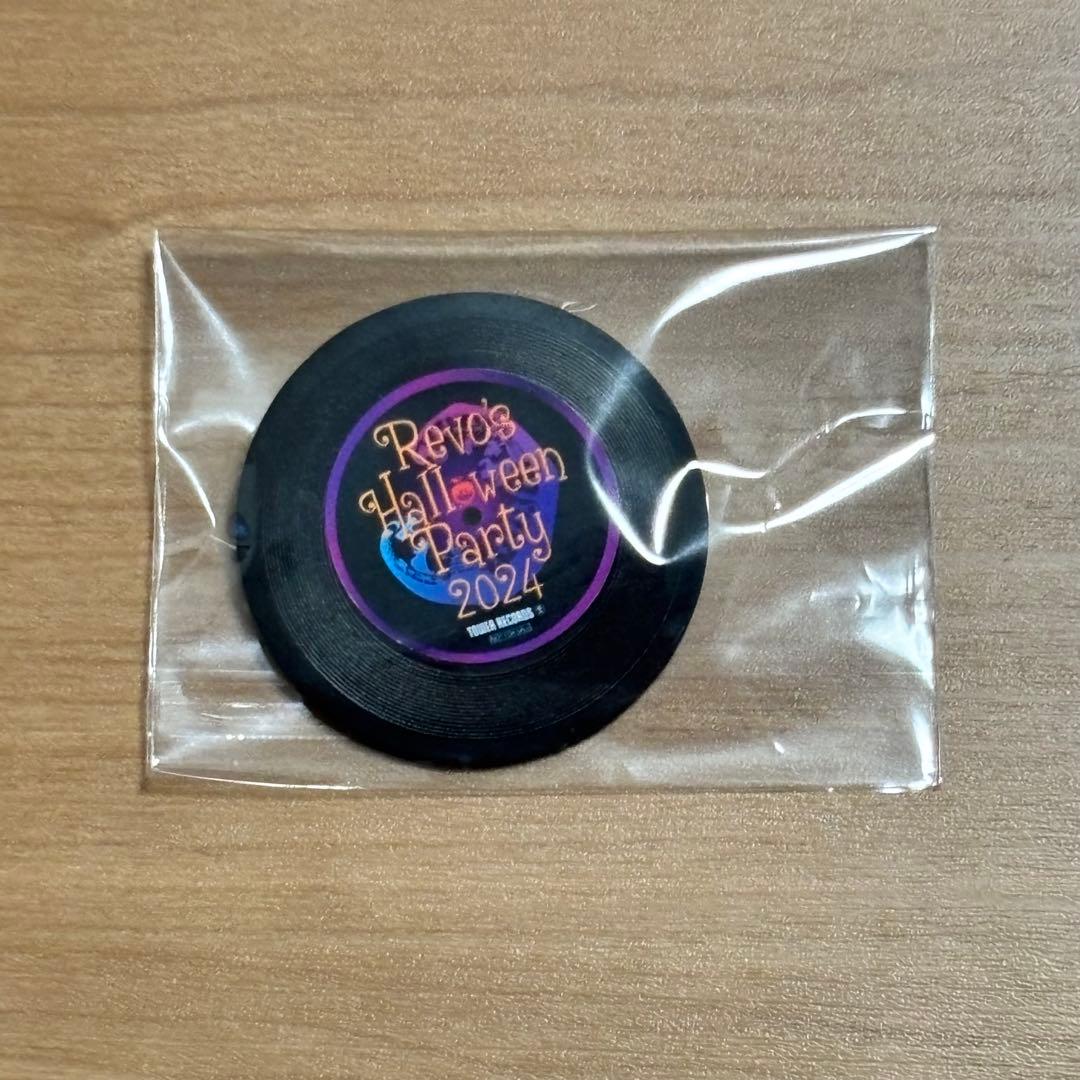 Revo's
Halloween
Party
2024
TOWER RECORDS